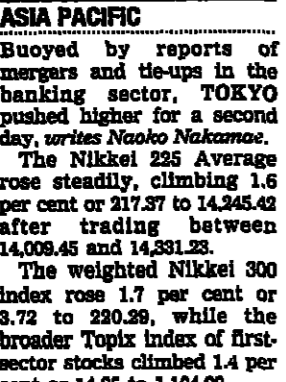 ASIA PACIFIC
Buoyed by reports of
mergers and tie-ups in the
banking sector, TOKYO
pushed higher for a second
day, writes Naoko Nakamae.
The Nikkei 225 Average
rose steadily, climbing 1.6
per cent or 217.37 to 14,245.42
after trading between
14,009.45 and 14,331.23.
The weighted Nikkei 300
index rose 1.7 per cent or
3.72 to 220.29, while the
broader Topix index of first-
sector stocks climbed 1.4 per